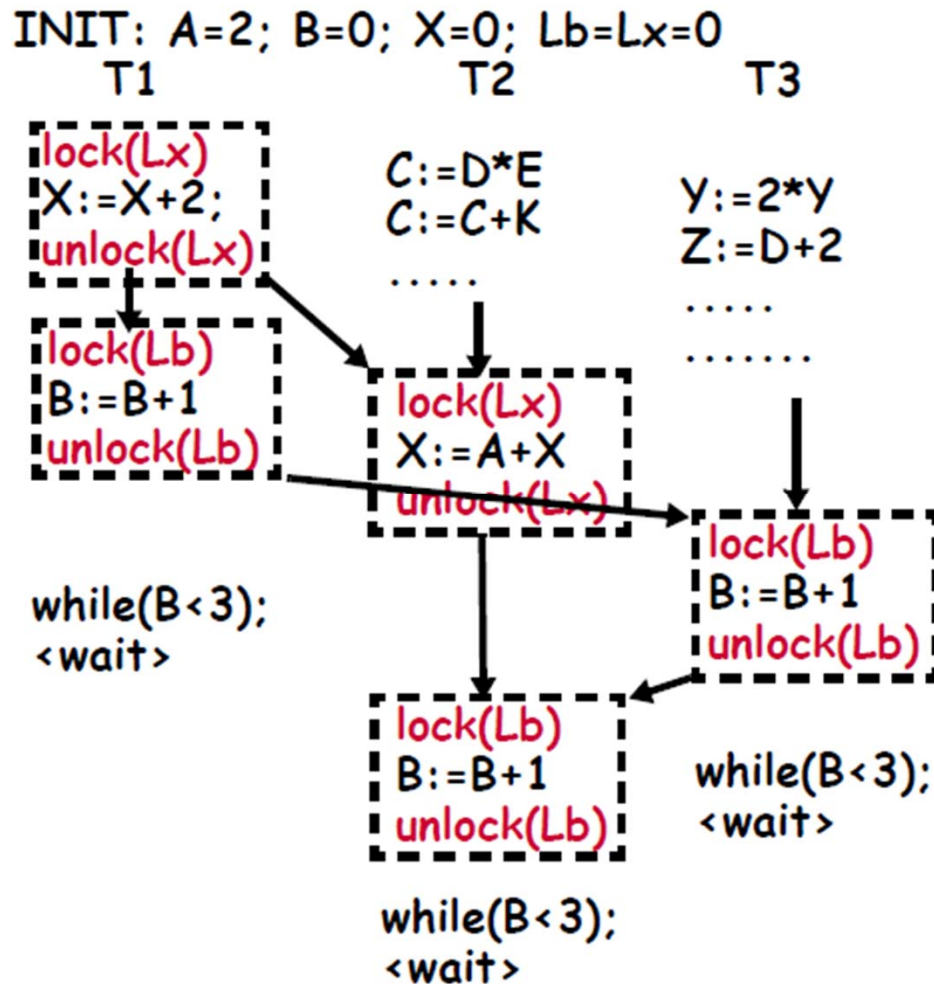 INIT: A=2; B=0; X=0; Lb=Lx=0
T1
T2
T3
lock(Lx)
X:=X+2;
unlock(Lx)
lock(Lb)
B:=B+1
unlock(Lb)
while(B<3);
<wait>
C:=D*E
C:=C+K
.....
lock(Lx)
X:=A+X
unlock(Lx)
lock(Lb)
B:=B+1
unlock(Lb)
while(B<3);
<wait>
Y:=2*Y
Z:=D+2
.....
.......
lock(Lb)
B:=B+1
unlock(Lb)
while(B<3);
<wait>